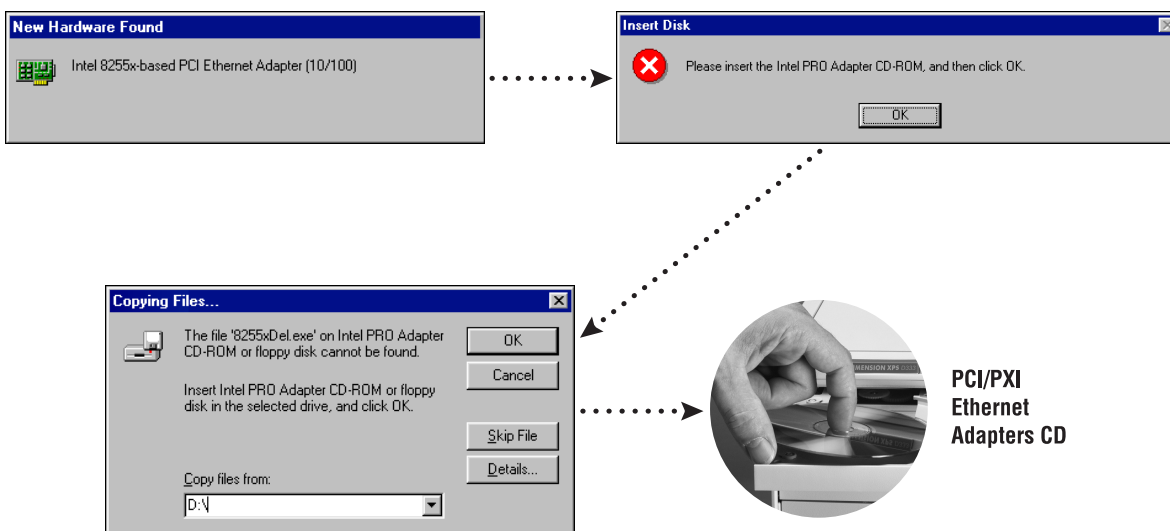 New Hardware Found
Intel 8255x-based PCI Ethernet Adapter (10/100)
Insert Disk
Please insert the Intel PRO Adapter CD-ROM, and then click OK.
OK
Copying Files...
The file '8255xDel.exe' on Intel PRO Adapter
CD-ROM or floppy disk cannot be found.
Insert Intel PRO Adapter CD-ROM or floppy
disk in the selected drive, and click OK.
Copy files from:
D:\
OK
Cancel
Skip File
Details...
DIMENSION XPS
PCI/PXI
Ethernet
Adapters CD